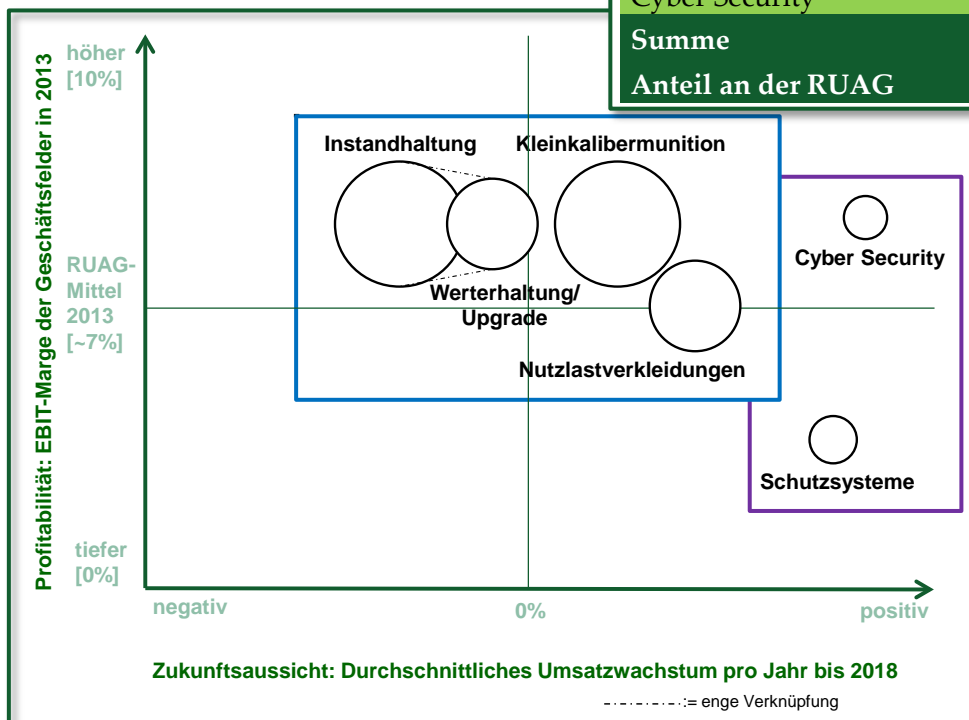 Cyber Security
Summe
Anteil an der RUAG
Profitabilität: EBIT-Marge der Geschäftsfelder in 2013
höher
[10%]
RUAG-
Mittel
2013
[~7%]
tiefer
[0%]
Instandhaltung
Kleinkalibermunition
Werterhaltung/
Upgrade
Nutzlastverkleidungen
Cyber Security
Schutzsysteme
negativ
0%
positiv
Zukunftsaussicht: Durchschnittliches Umsatzwachstum pro Jahr bis 2018
:= enge Verknüpfung